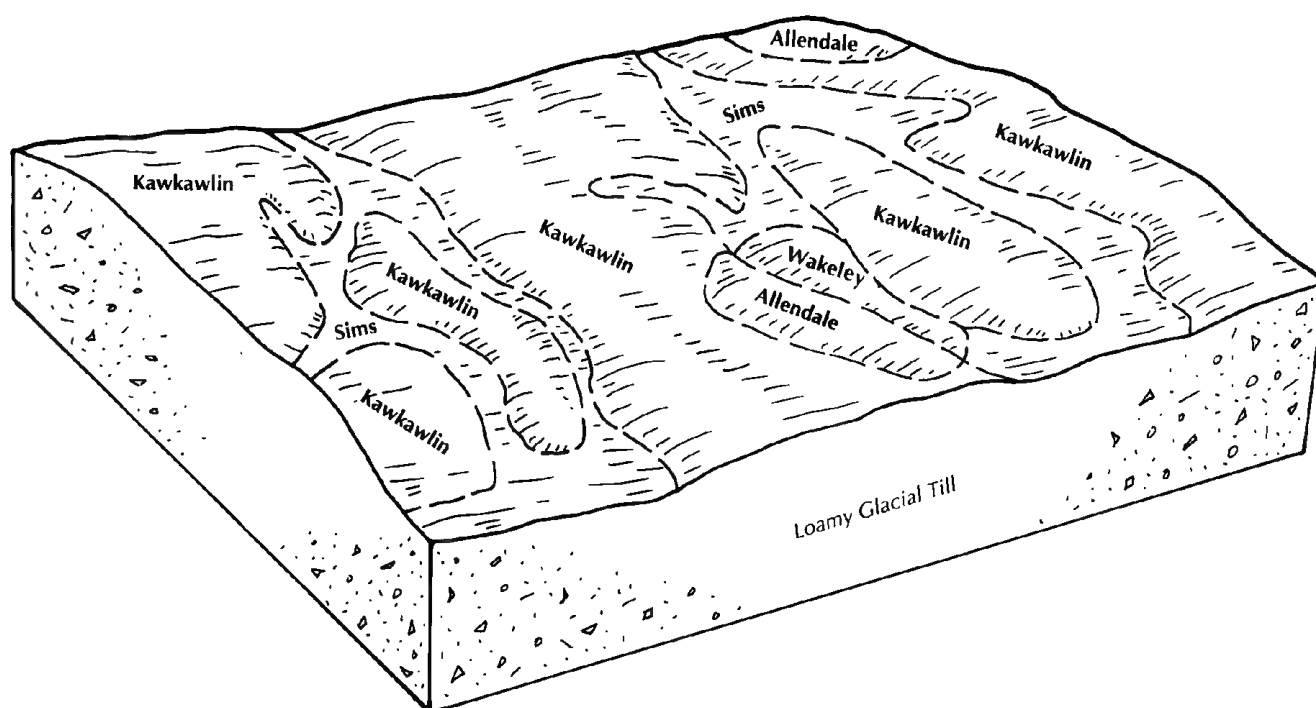 Allendale
Sims
Kawkawlin
Kawkawlin
Kawkawlin
Kawkawlin
Wakeley
Kawkawlin
Allendale
Sims
Kawkawlin
Loamy Glacial Till